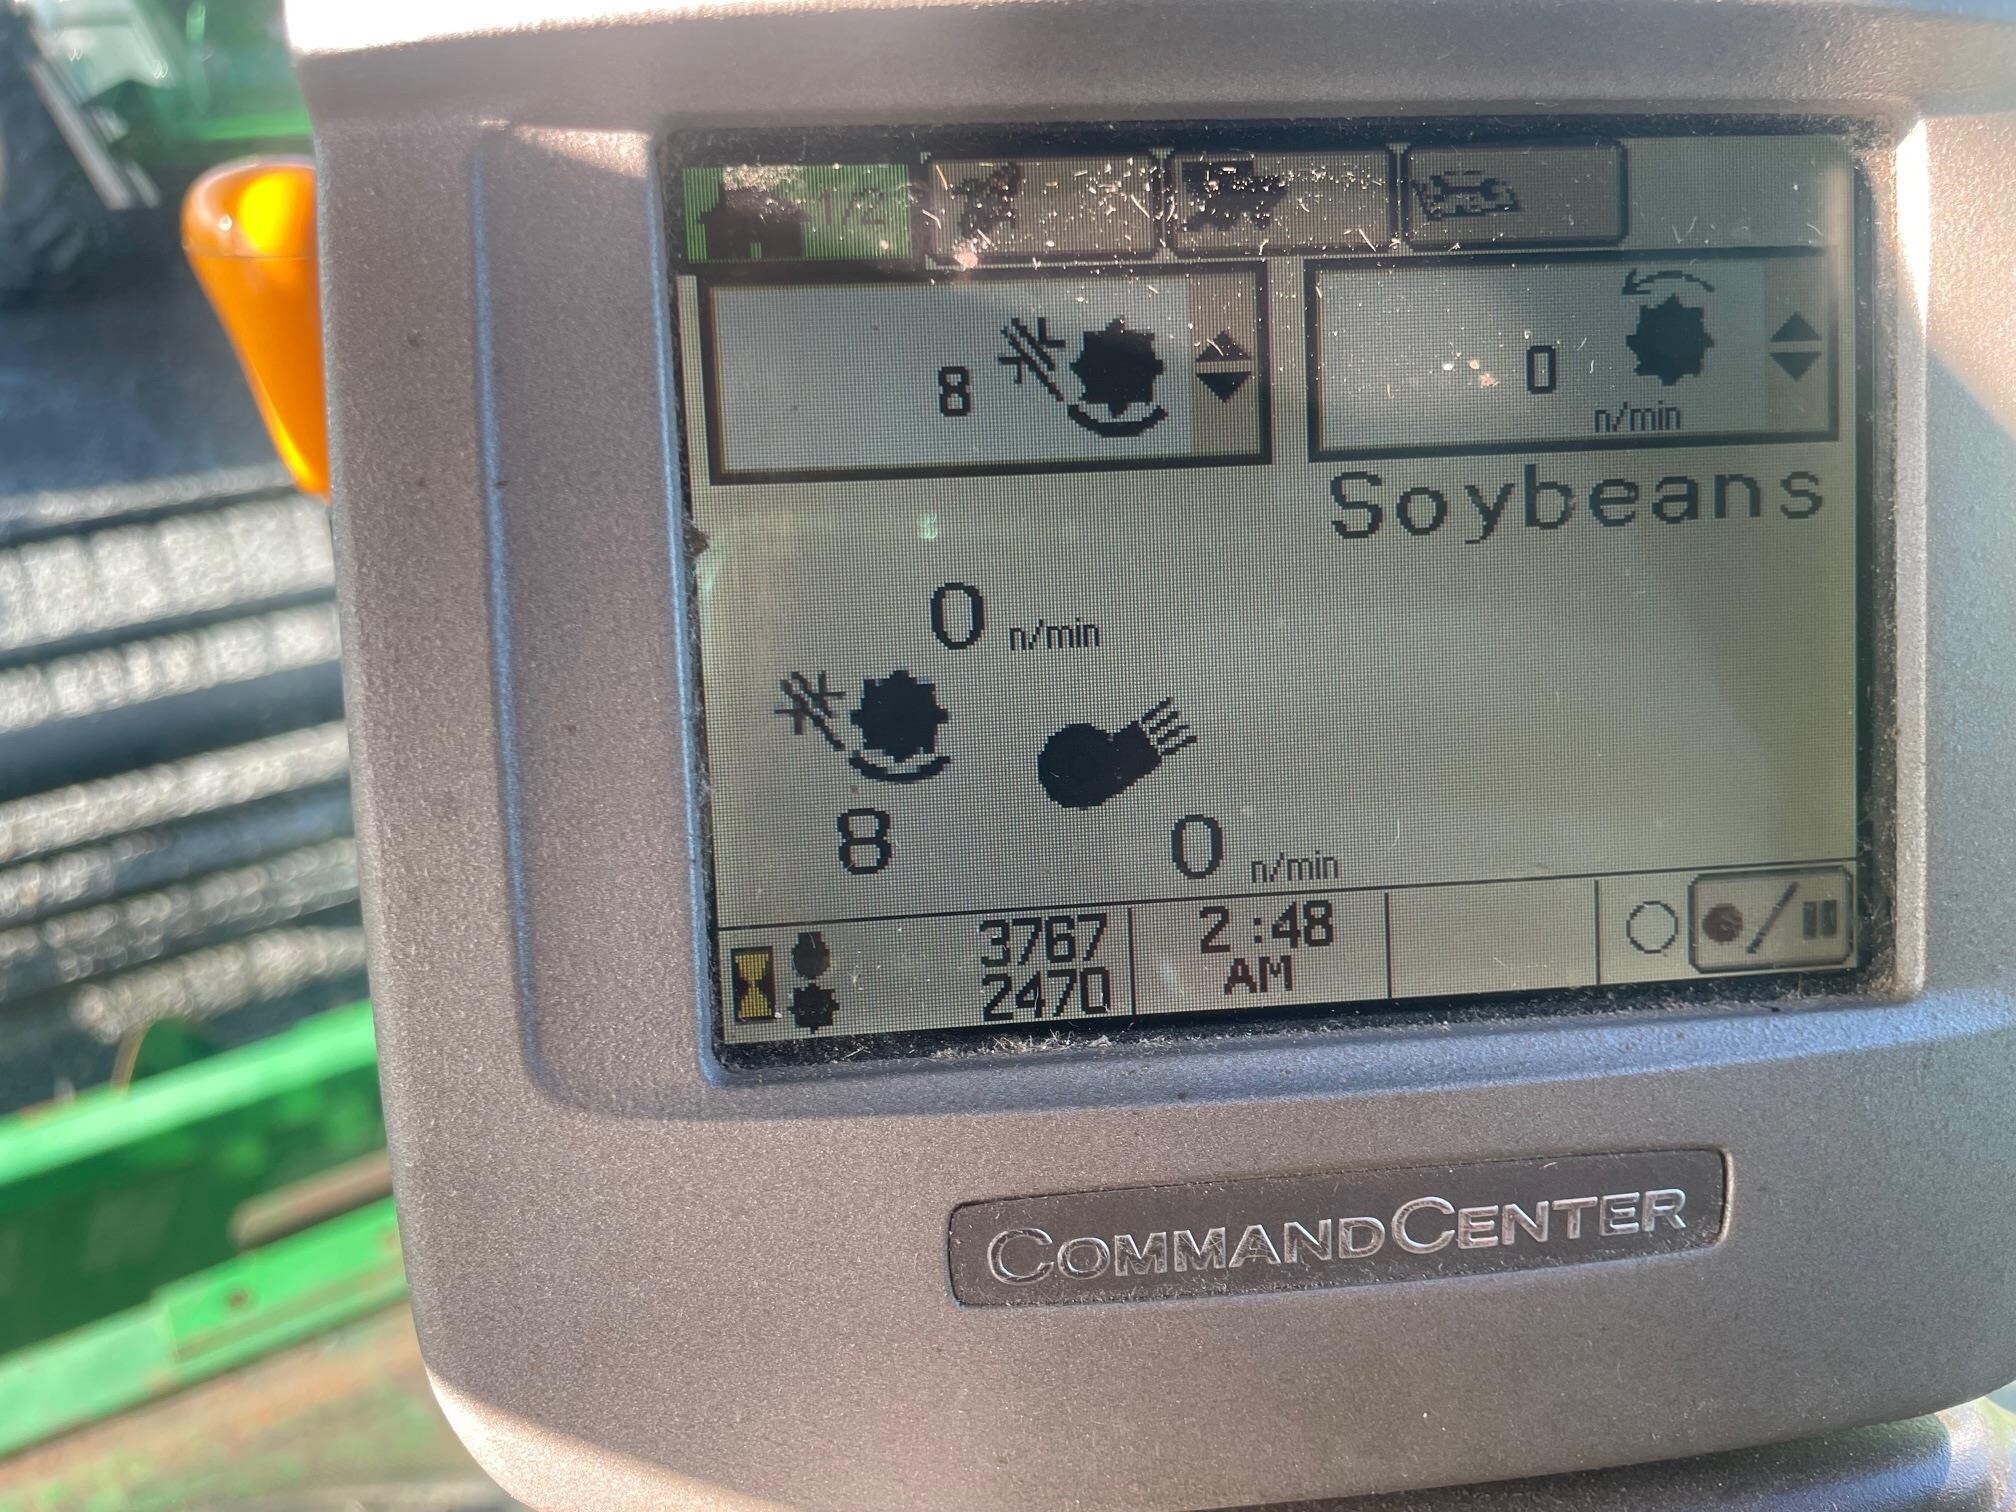 1/2
8
0
n/min
Soybeans
0 n/min
8
0 n/min
3767
2470
2:48
AM
COMMANDCENTER